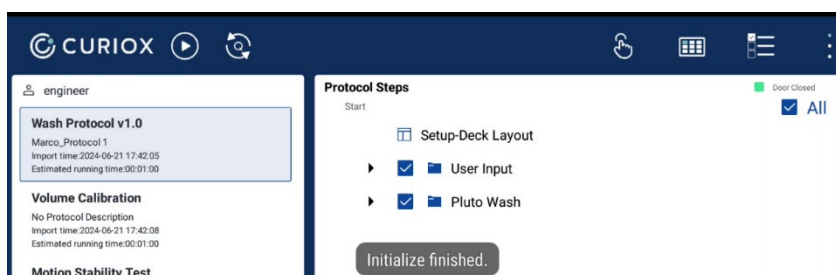 CURIOX
engineer
Wash Protocol v1.0
Marco_Protocol 1
Import time:2024-06-21 17:42:05
Estimated running time:00:01:00
Volume Calibration
No Protocol Description
Import time:2024-06-21 17:42:08
Estimated running time:00:01:00
Motion Stability Test
Protocol Steps
Door Closed
Start
All
Setup-Deck Layout
User Input
Pluto Wash
Initialize finished.